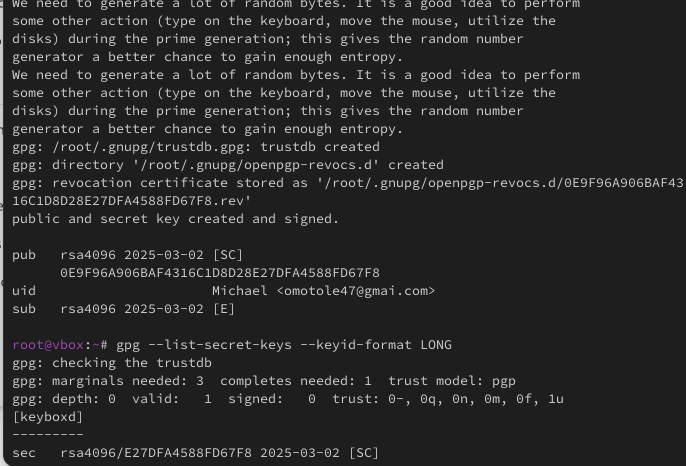 We need to generate a lot of random bytes. It is a good idea to perform
some other action (type on the keyboard, move the mouse, utilize the
disks) during the prime generation; this gives the random number
generator a better chance to gain enough entropy.
We need to generate a lot of random bytes. It is a good idea to perform
some other action (type on the keyboard, move the mouse, utilize the
disks) during the prime generation; this gives the random number
generator a better chance to gain enough entropy.
gpg: /root/.gnupg/trustdb.gpg: trustdb created
gpg: directory '/root/.gnupg/openpgp-revocs.d' created
gpg: revocation certificate stored as '/root/.gnupg/openpgp-revocs.d/0E9F96A906BAF43
16C1D8D28E27DFA4588FD67F8.rev'
public and secret key created and signed.
pub   rsa4096 2025-03-02 [SC]
      0E9F96A906BAF4316C1D8D28E27DFA4588FD67F8
uid                      Michael <omotole47@gmai.com>
sub   rsa4096 2025-03-02 [E]
root@vbox:~# gpg --list-secret-keys --keyid-format LONG
gpg: checking the trustdb
gpg: marginals needed: 3  completes needed: 1  trust model: pgp
gpg: depth: 0  valid:   1  signed:   0  trust: 0-, 0q, 0n, 0m, 0f, 1u
[keyboxd]
---------
sec   rsa4096/E27DFA4588FD67F8 2025-03-02 [SC]